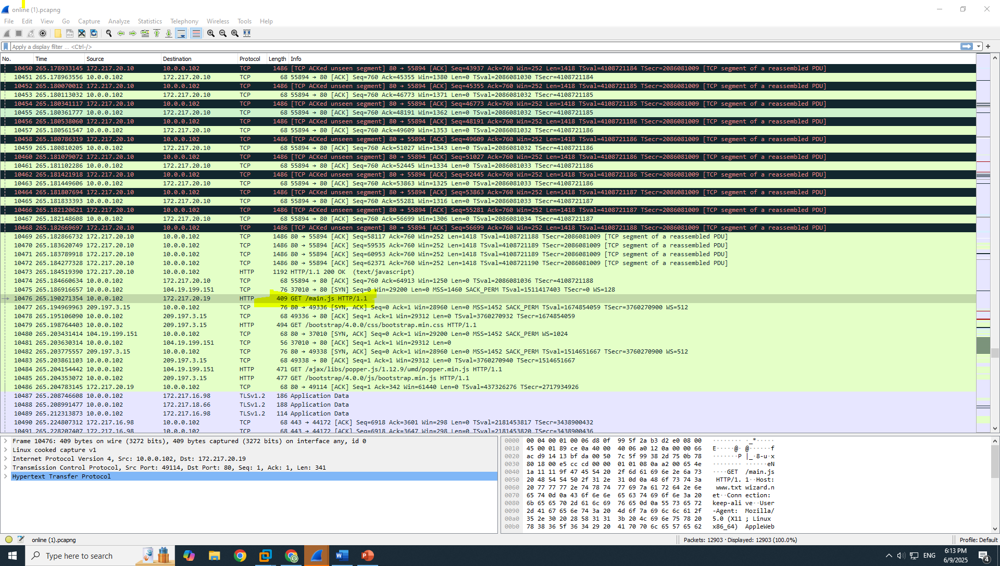 online (1).pcapng
File Edit View Go Capture Analyze Statistics Telephony Wireless Tools Help
Apply a display filter ... <Ctrl-/>
No. Time Source Destination Protocol Length Info
10450 265.178933145 172.217.20.10 10.0.0.102 TCP 1486 [TCP ACKed unseen segment] 80 → 55894 [ACK] Seq=43937 Ack=760 Win=252 Len=1418 TSval=4108721184 TSecr=2086081009 [TCP segment of a reassembled PDU]
10451 265.178963556 10.0.0.102 172.217.20.10 TCP 68 55894 → 80 [ACK] Seq=760 Ack=45355 Win=1380 Len=0 TSval=2086081030 TSecr=4108721184
10452 265.180070012 172.217.20.10 10.0.0.102 TCP 1486 [TCP ACKed unseen segment] 80 → 55894 [ACK] Seq=45355 Ack=760 Win=252 Len=1418 TSval=4108721185 TSecr=2086081009 [TCP segment of a reassembled PDU]
10453 265.180113032 10.0.0.102 172.217.20.10 TCP 68 55894 → 80 [ACK] Seq=760 Ack=46773 Win=1371 Len=0 TSval=2086081032 TSecr=4108721185
10454 265.180341117 172.217.20.10 10.0.0.102 TCP 1486 [TCP ACKed unseen segment] 80 → 55894 [ACK] Seq=46773 Ack=760 Win=252 Len=1418 TSval=4108721185 TSecr=2086081009 [TCP segment of a reassembled PDU]
10455 265.180361777 10.0.0.102 172.217.20.10 TCP 68 55894 → 80 [ACK] Seq=760 Ack=48191 Win=1362 Len=0 TSval=2086081032 TSecr=4108721185
10456 265.180538060 172.217.20.10 10.0.0.102 TCP 1486 [TCP ACKed unseen segment] 80 → 55894 [ACK] Seq=48191 Ack=760 Win=252 Len=1418 TSval=4108721186 TSecr=2086081009 [TCP segment of a reassembled PDU]
10457 265.180561547 10.0.0.102 172.217.20.10 TCP 68 55894 → 80 [ACK] Seq=760 Ack=49609 Win=1353 Len=0 TSval=2086081032 TSecr=4108721186
10458 265.180786319 172.217.20.10 10.0.0.102 TCP 1486 [TCP ACKed unseen segment] 80 → 55894 [ACK] Seq=49609 Ack=760 Win=252 Len=1418 TSval=4108721186 TSecr=2086081009 [TCP segment of a reassembled PDU]
10459 265.180810205 10.0.0.102 172.217.20.10 TCP 68 55894 → 80 [ACK] Seq=760 Ack=51027 Win=1343 Len=0 TSval=2086081033 TSecr=4108721186
10460 265.181079072 172.217.20.10 10.0.0.102 TCP 1486 [TCP ACKed unseen segment] 80 → 55894 [ACK] Seq=51027 Ack=760 Win=252 Len=1418 TSval=4108721186 TSecr=2086081009 [TCP segment of a reassembled PDU]
10461 265.181102286 10.0.0.102 172.217.20.10 TCP 68 55894 → 80 [ACK] Seq=760 Ack=52445 Win=1334 Len=0 TSval=2086081033 TSecr=4108721186
10462 265.181421918 172.217.20.10 10.0.0.102 TCP 1486 [TCP ACKed unseen segment] 80 → 55894 [ACK] Seq=52445 Ack=760 Win=252 Len=1418 TSval=4108721186 TSecr=2086081009 [TCP segment of a reassembled PDU]
10463 265.181449606 10.0.0.102 172.217.20.10 TCP 68 55894 → 80 [ACK] Seq=760 Ack=53863 Win=1325 Len=0 TSval=2086081033 TSecr=4108721186
10464 265.181807694 172.217.20.10 10.0.0.102 TCP 1486 [TCP ACKed unseen segment] 80 → 55894 [ACK] Seq=53863 Ack=760 Win=252 Len=1418 TSval=4108721187 TSecr=2086081009 [TCP segment of a reassembled PDU]
10465 265.181833393 10.0.0.102 172.217.20.10 TCP 68 55894 → 80 [ACK] Seq=760 Ack=55281 Win=1316 Len=0 TSval=2086081033 TSecr=4108721187
10466 265.182120621 172.217.20.10 10.0.0.102 TCP 1486 [TCP ACKed unseen segment] 80 → 55894 [ACK] Seq=55281 Ack=760 Win=252 Len=1418 TSval=4108721187 TSecr=2086081009 [TCP segment of a reassembled PDU]
10467 265.182148608 10.0.0.102 172.217.20.10 TCP 68 55894 → 80 [ACK] Seq=760 Ack=56699 Win=1306 Len=0 TSval=2086081034 TSecr=4108721187
10468 265.182669697 172.217.20.10 10.0.0.102 TCP 1486 [TCP ACKed unseen segment] 80 → 55894 [ACK] Seq=56699 Ack=760 Win=252 Len=1418 TSval=4108721188 TSecr=2086081009 [TCP segment of a reassembled PDU]
10469 265.182866732 172.217.20.10 10.0.0.102 TCP 1486 80 → 55894 [ACK] Seq=58117 Ack=760 Win=252 Len=1418 TSval=4108721188 TSecr=2086081009 [TCP segment of a reassembled PDU]
10470 265.183620749 172.217.20.10 10.0.0.102 TCP 1486 80 → 55894 [ACK] Seq=59535 Ack=760 Win=252 Len=1418 TSval=4108721189 TSecr=2086081009 [TCP segment of a reassembled PDU]
10471 265.183789918 172.217.20.10 10.0.0.102 TCP 1486 80 → 55894 [ACK] Seq=60953 Ack=760 Win=252 Len=1418 TSval=4108721189 TSecr=2086081009 [TCP segment of a reassembled PDU]
10472 265.184277328 172.217.20.10 10.0.0.102 TCP 1486 80 → 55894 [ACK] Seq=62371 Ack=760 Win=252 Len=1418 TSval=4108721190 TSecr=2086081009 [TCP segment of a reassembled PDU]
10473 265.184519390 172.217.20.10 10.0.0.102 HTTP 1192 HTTP/1.1 200 OK (text/javascript)
10474 265.184660634 10.0.0.102 172.217.20.10 TCP 68 55894 → 80 [ACK] Seq=760 Ack=64913 Win=1250 Len=0 TSval=2086081036 TSecr=4108721188
10475 265.186916657 10.0.0.102 104.19.199.151 TCP 76 37010 → 80 [SYN] Seq=0 Win=29200 Len=0 MSS=1460 SACK_PERM TSval=1511417403 TSecr=0 WS=128
10476 265.190271354 10.0.0.102 172.217.20.19 HTTP 409 GET /main.js HTTP/1.1
10477 265.194969963 209.197.3.15 10.0.0.102 TCP 76 80 → 49336 [SYN, ACK] Seq=0 Ack=1 Win=28960 Len=0 MSS=1452 SACK_PERM TSval=1674854059 TSecr=3760270900 WS=512
10478 265.195106090 10.0.0.102 209.197.3.15 TCP 68 49336 → 80 [ACK] Seq=1 Ack=1 Win=29312 Len=0 TSval=3760270932 TSecr=1674854059
10479 265.198764403 10.0.0.102 209.197.3.15 HTTP 494 GET /bootstrap/4.0.0/css/bootstrap.min.css HTTP/1.1
10480 265.203431414 104.19.199.151 10.0.0.102 TCP 68 80 → 37010 [SYN, ACK] Seq=0 Ack=1 Win=29200 Len=0 MSS=1452 SACK_PERM WS=1024
10481 265.203630314 10.0.0.102 104.19.199.151 TCP 56 37010 → 80 [ACK] Seq=1 Ack=1 Win=29312 Len=0
10482 265.203775557 209.197.3.15 10.0.0.102 TCP 76 80 → 49338 [SYN, ACK] Seq=0 Ack=1 Win=28960 Len=0 MSS=1452 SACK_PERM TSval=1514651667 TSecr=3760270900 WS=512
10483 265.203861103 10.0.0.102 209.197.3.15 TCP 68 49338 → 80 [ACK] Seq=1 Ack=1 Win=29312 Len=0 TSval=3760270940 TSecr=1514651667
10484 265.204154442 10.0.0.102 104.19.199.151 HTTP 471 GET /ajax/libs/popper.js/1.12.9/umd/popper.min.js HTTP/1.1
10485 265.204353072 10.0.0.102 209.197.3.15 HTTP 477 GET /bootstrap/4.0.0/js/bootstrap.min.js HTTP/1.1
10486 265.204783145 172.217.20.19 10.0.0.102 TCP 68 80 → 49114 [ACK] Seq=1 Ack=342 Win=61440 Len=0 TSval=437326276 TSecr=2717934926
10487 265.208746608 10.0.0.102 172.217.16.98 TLSv1.2 186 Application Data
10488 265.208991477 10.0.0.102 172.217.18.66 TLSv1.2 188 Application Data
10489 265.212313873 10.0.0.102 172.217.16.98 TLSv1.2 114 Application Data
10490 265.224807312 172.217.16.98 10.0.0.102 TCP 68 443 → 44172 [ACK] Seq=6918 Ack=3601 Win=298 Len=0 TSval=2181453817 TSecr=3438900432
10491 265.228207407 172.217.16.98 10.0.0.102 TCP 68 443 → 44172 [ACK] Seq=6918 Ack=3647 Win=298 Len=0 TSval=2181453820 TSecr=3438900436
Frame 10476: 409 bytes on wire (3272 bits), 409 bytes captured (3272 bits) on interface any, id 0
Linux cooked capture v1
Internet Protocol Version 4, Src: 10.0.0.102, Dst: 172.217.20.19
Transmission Control Protocol, Src Port: 49114, Dst Port: 80, Seq: 1, Ack: 1, Len: 341
Hypertext Transfer Protocol
0000 00 04 00 01 00 06 d8 0f 99 5f 2a b3 d2 e0 08 00 ········ ·_*·····
0010 45 00 01 89 ce 0a 40 00 40 06 a0 12 0a 00 00 66 E·····@· @······f
0020 ac d9 14 13 bf da 00 50 7c 5f 99 38 2d 75 0b 78 ·······P |_·8-u·x
0030 80 18 00 e5 cc cd 00 00 01 01 08 0a a2 00 65 4e ········ ······eN
0040 1a 11 11 9f 47 45 54 20 2f 6d 61 69 6e 2e 6a 73 ····GET /main.js
0050 20 48 54 54 50 2f 31 2e 31 0d 0a 48 6f 73 74 3a HTTP/1. 1··Host:
0060 20 77 77 77 2e 74 78 74 77 69 7a 61 72 64 2e 6e www.txt wizard.n
0070 65 74 0d 0a 43 6f 6e 6e 65 63 74 69 6f 6e 3a 20 et··Conn ection:
0080 6b 65 65 70 2d 61 6c 69 76 65 0d 0a 55 73 65 72 keep-ali ve··User
0090 2d 41 67 65 6e 74 3a 20 4d 6f 7a 69 6c 6c 61 2f -Agent: Mozilla/
00a0 35 2e 30 20 28 58 31 31 3b 20 4c 69 6e 75 78 20 5.0 (X11 ; Linux
00b0 78 38 36 5f 36 34 29 20 41 70 70 6c 65 57 65 62 x86_64) AppleWeb
online (1).pcapng
Packets: 12903 · Displayed: 12903 (100.0%)
Profile: Default
Type here to search
ENG
6:13 PM
6/9/2025
4